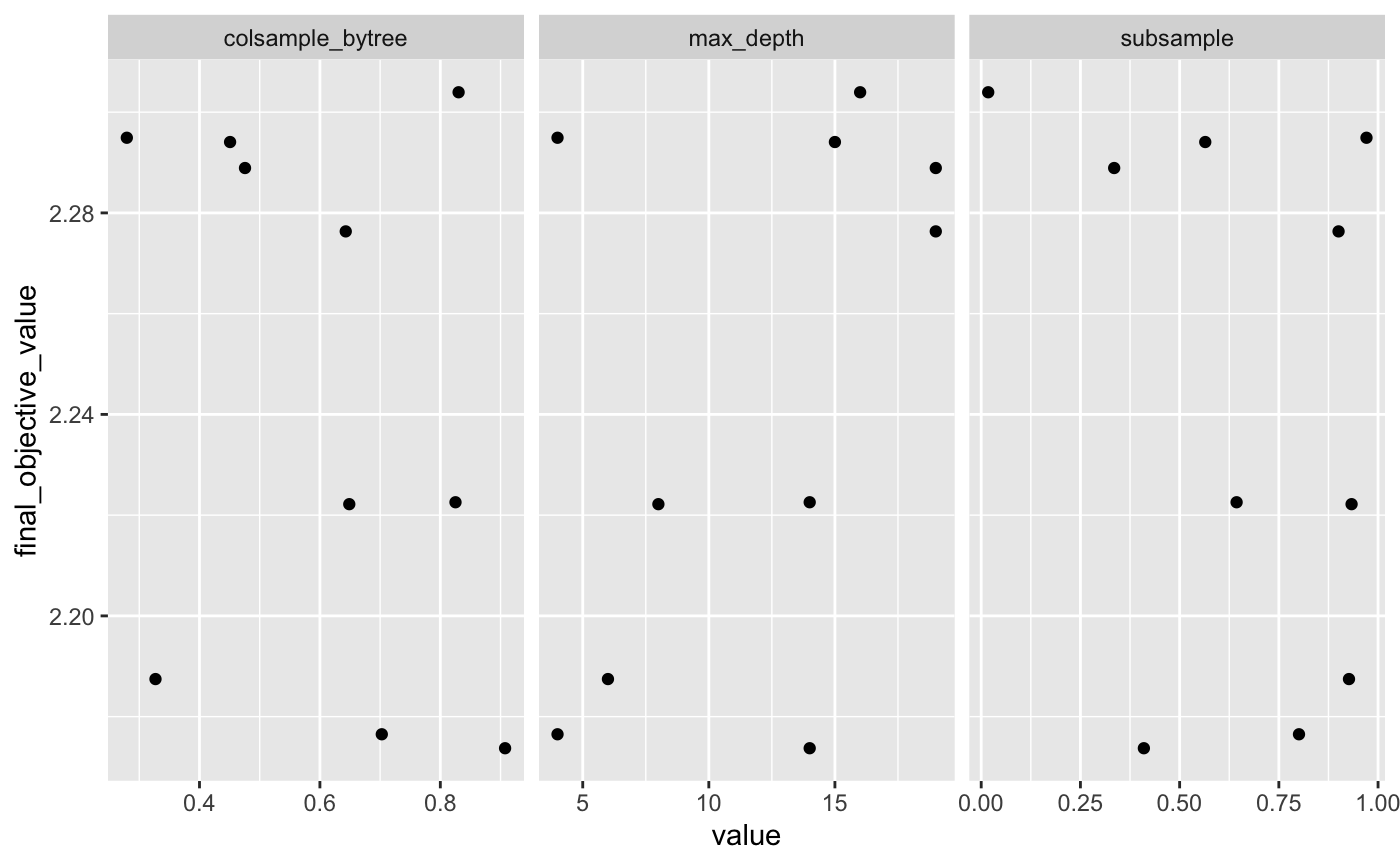 colsample_bytree max_depth subsample
final_objective_value
2.28
2.24
2.20
0.4 0.6 0.8 5 10 15 0.00 0.25 0.50 0.75 1.00
value